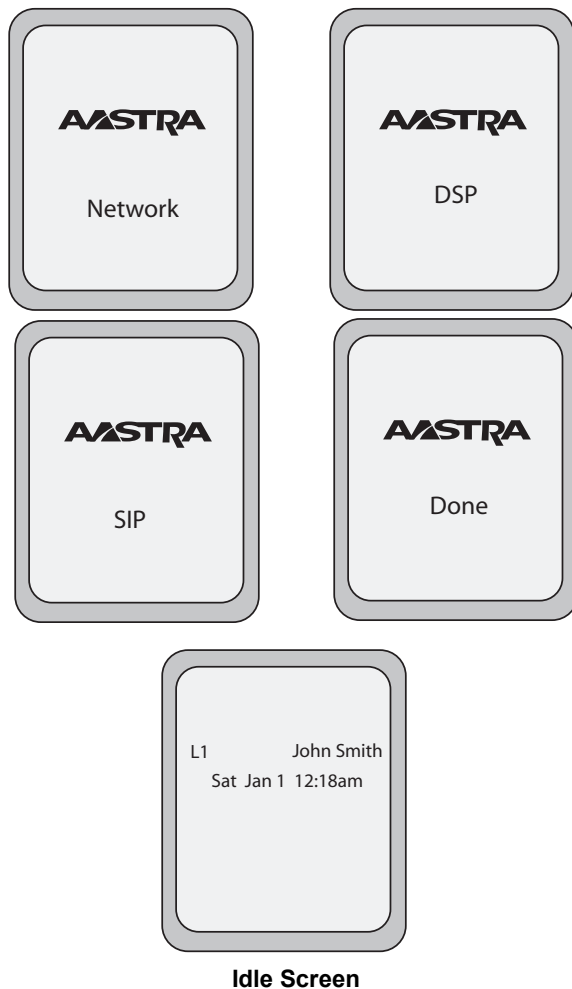 AASTRA
Network
AASTRA
DSP
AASTRA
SIP
AASTRA
Done
L1 John Smith
Sat Jan 1 12:18am
Idle Screen